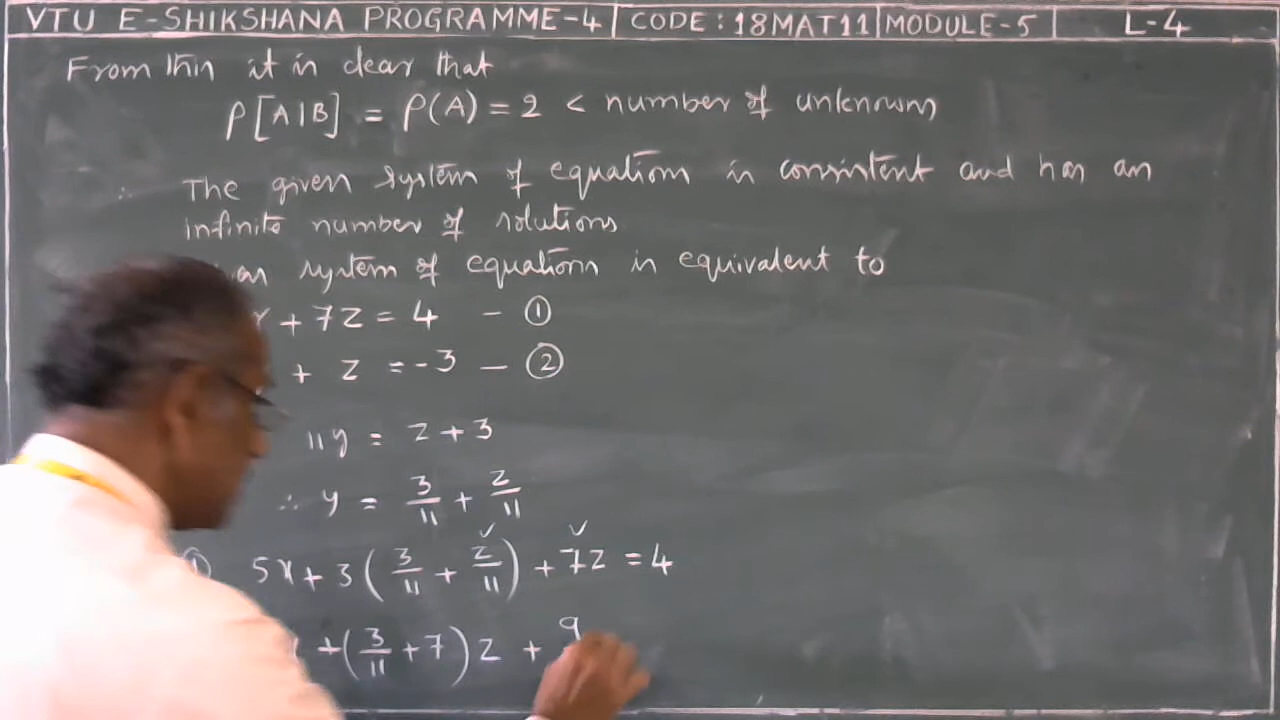 VTU E-SHIKSHANA PROGRAMME-4 | CODE: 18MAT11 | MODULE-5 | L-4
From this it is clear that
ρ[A|B] = ρ(A) = 2 < number of unknowns
∴ The given system of equations is consistent and has an
infinite number of solutions
system of equations is equivalent to
+ 7z = 4 - ①
+ z = -3 - ②
11y = z + 3
∴ y = 3/11 + z/11
① 5x + 3(3/11 + z/11) + 7z = 4
+ (3/11 + 7)z + 9